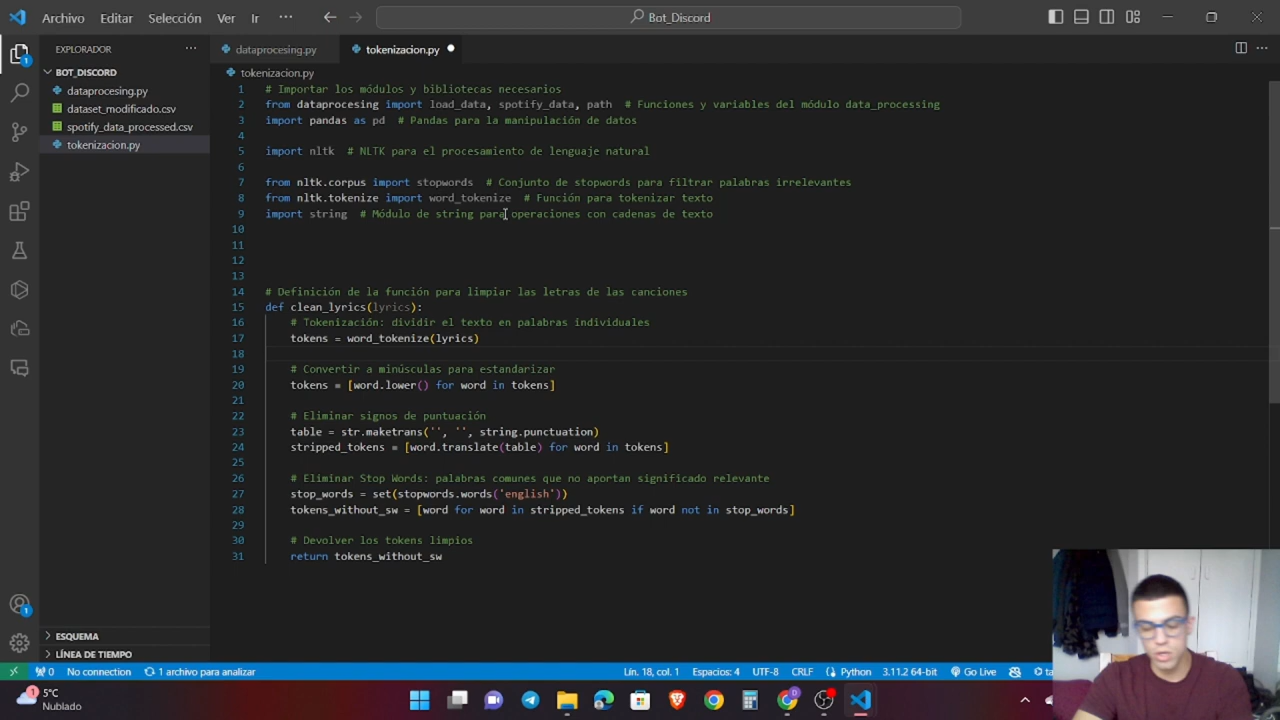 Archivo Editar Selección Ver Ir ··· Bot_Discord
EXPLORADOR ···
dataprocesing.py
tokenizacion.py
BOT_DISCORD
dataprocesing.py
dataset_modificado.csv
spotify_data_processed.csv
tokenizacion.py
tokenizacion.py
1 # Importar los módulos y bibliotecas necesarios
2 from dataprocesing import load_data, spotify_data, path # Funciones y variables del módulo data_processing
3 import pandas as pd # Pandas para la manipulación de datos
4
5 import nltk # NLTK para el procesamiento de lenguaje natural
6
7 from nltk.corpus import stopwords # Conjunto de stopwords para filtrar palabras irrelevantes
8 from nltk.tokenize import word_tokenize # Función para tokenizar texto
9 import string # Módulo de string para operaciones con cadenas de texto
10
11
12
13
14 # Definición de la función para limpiar las letras de las canciones
15 def clean_lyrics(lyrics):
16 # Tokenización: dividir el texto en palabras individuales
17 tokens = word_tokenize(lyrics)
18
19 # Convertir a minúsculas para estandarizar
20 tokens = [word.lower() for word in tokens]
21
22 # Eliminar signos de puntuación
23 table = str.maketrans('', '', string.punctuation)
24 stripped_tokens = [word.translate(table) for word in tokens]
25
26 # Eliminar Stop Words: palabras comunes que no aportan significado relevante
27 stop_words = set(stopwords.words('english'))
28 tokens_without_sw = [word for word in stripped_tokens if word not in stop_words]
29
30 # Devolver los tokens limpios
31 return tokens_without_sw
ESQUEMA
LÍNEA DE TIEMPO
0 No connection 1 archivo para analizar Lín. 18, col. 1 Espacios: 4 UTF-8 CRLF Python 3.11.2 64-bit Go Live
5°C
Nublado